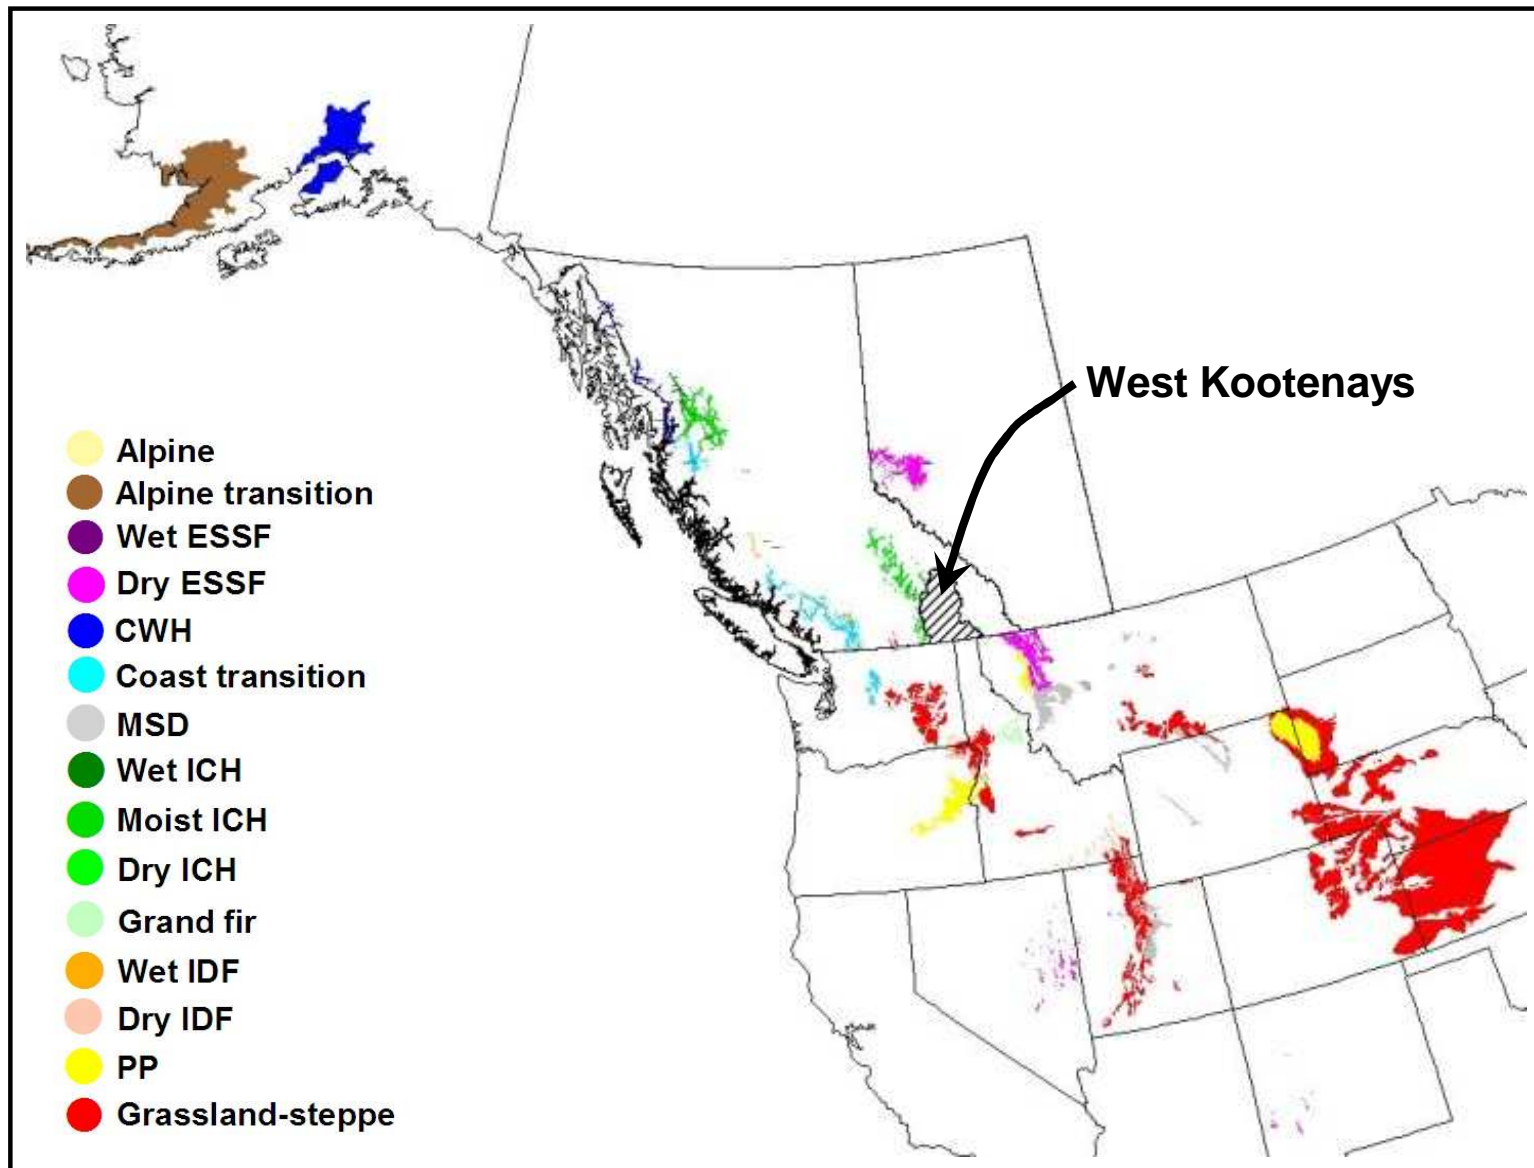 West Kootenays
Alpine
Alpine transition
Wet ESSF
Dry ESSF
CWH
Coast transition
MSD
Wet ICH
Moist ICH
Dry ICH
Grand fir
Wet IDF
Dry IDF
PP
Grassland-steppe